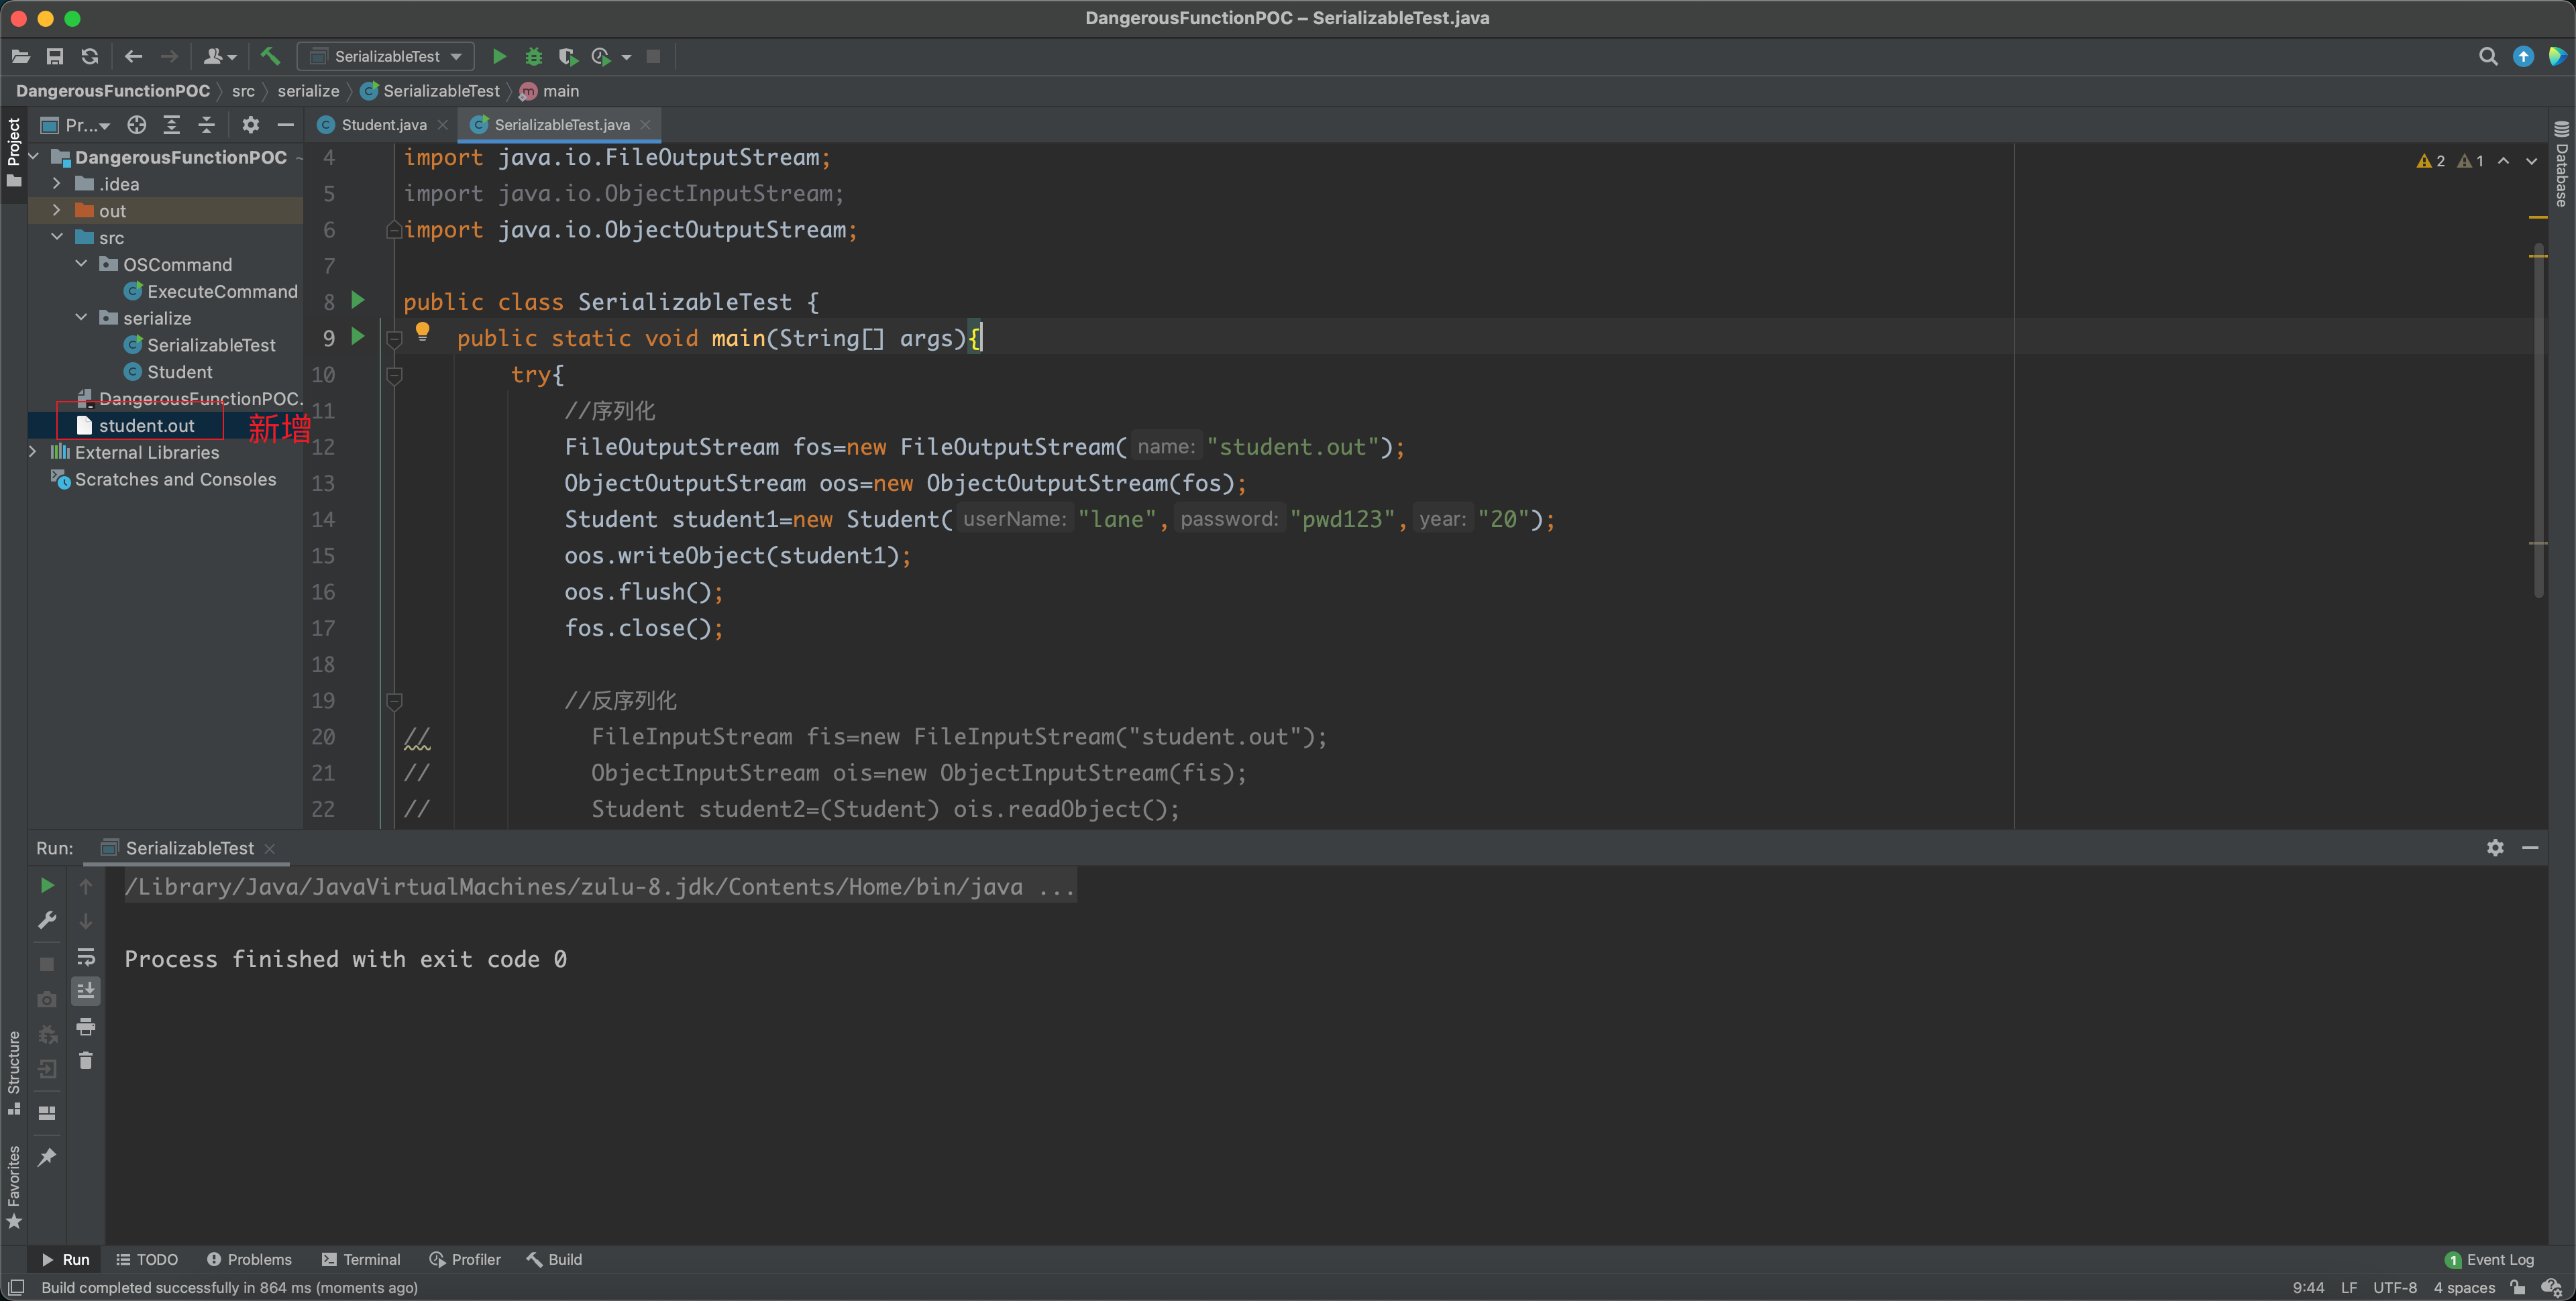 DangerousFunctionPOC – SerializableTest.java
SerializableTest
DangerousFunctionPOC src serialize SerializableTest main
Project
Pr...
Student.java
SerializableTest.java
DangerousFunctionPOC ~
.idea
out
src
OSCommand
ExecuteCommand
serialize
SerializableTest
Student
DangerousFunctionPOC.
student.out
新增
External Libraries
Scratches and Consoles
2 1
Database
4 import java.io.FileOutputStream;
5 import java.io.ObjectInputStream;
6 import java.io.ObjectOutputStream;
7
8 public class SerializableTest {
9 public static void main(String[] args){
10 try{
11 //序列化
12 FileOutputStream fos=new FileOutputStream( name: "student.out");
13 ObjectOutputStream oos=new ObjectOutputStream(fos);
14 Student student1=new Student( userName: "lane", password: "pwd123", year: "20");
15 oos.writeObject(student1);
16 oos.flush();
17 fos.close();
18
19 //反序列化
20 // FileInputStream fis=new FileInputStream("student.out");
21 // ObjectInputStream ois=new ObjectInputStream(fis);
22 // Student student2=(Student) ois.readObject();
Run: SerializableTest
/Library/Java/JavaVirtualMachines/zulu-8.jdk/Contents/Home/bin/java ...
Process finished with exit code 0
Structure
Favorites
Run TODO Problems Terminal Profiler Build
1 Event Log
Build completed successfully in 864 ms (moments ago)
9:44 LF UTF-8 4 spaces